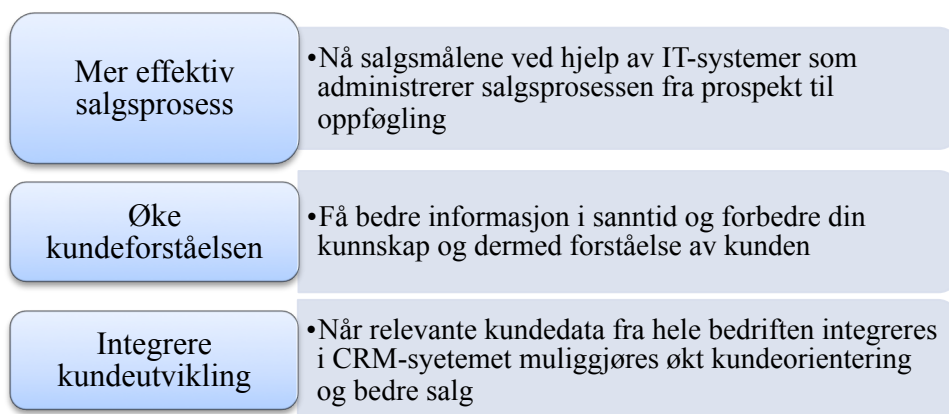 Mer effektiv
salgsprosess
•Nå salgsmålene ved hjelp av IT-systemer som
administrerer salgsprosessen fra prospekt til
oppføgling
Øke
kundeforståelsen
•Få bedre informasjon i sanntid og forbedre din
kunnskap og dermed forståelse av kunden
Integrere
kundeutvikling
•Når relevante kundedata fra hele bedriften integreres
i CRM-syetemet muliggjøres økt kundeorientering
og bedre salg